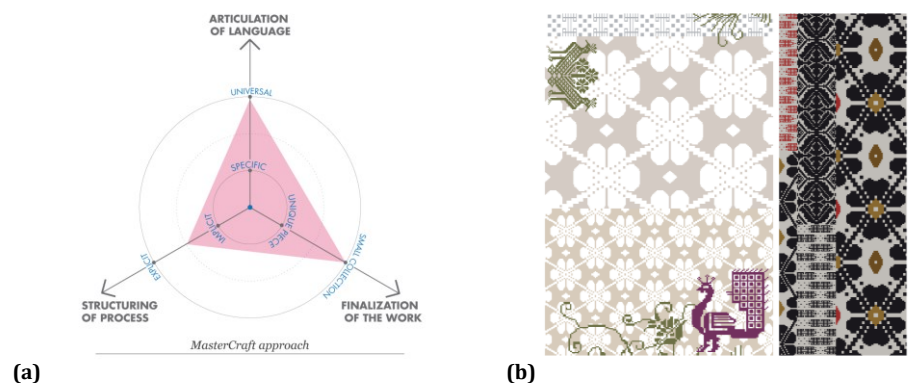 ARTICULATION
OF LANGUAGE
UNIVERSAL
SPECIFIC
IMPLICIT
UNIQUE PIECE
EXPLICIT
SMALL COLLECTION
STRUCTURING
OF PROCESS
FINALIZATION
OF THE WORK
MasterCraft approach
(a)
(b)